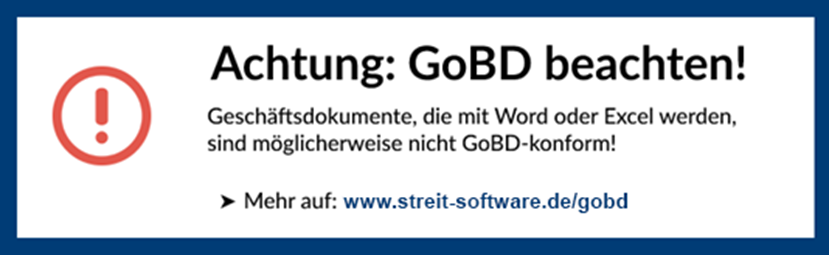 Achtung: GoBD beachten!
Geschäftsdokumente, die mit Word oder Excel werden,
sind möglicherweise nicht GoBD-konform!
➤ Mehr auf: www.streit-software.de/gobd